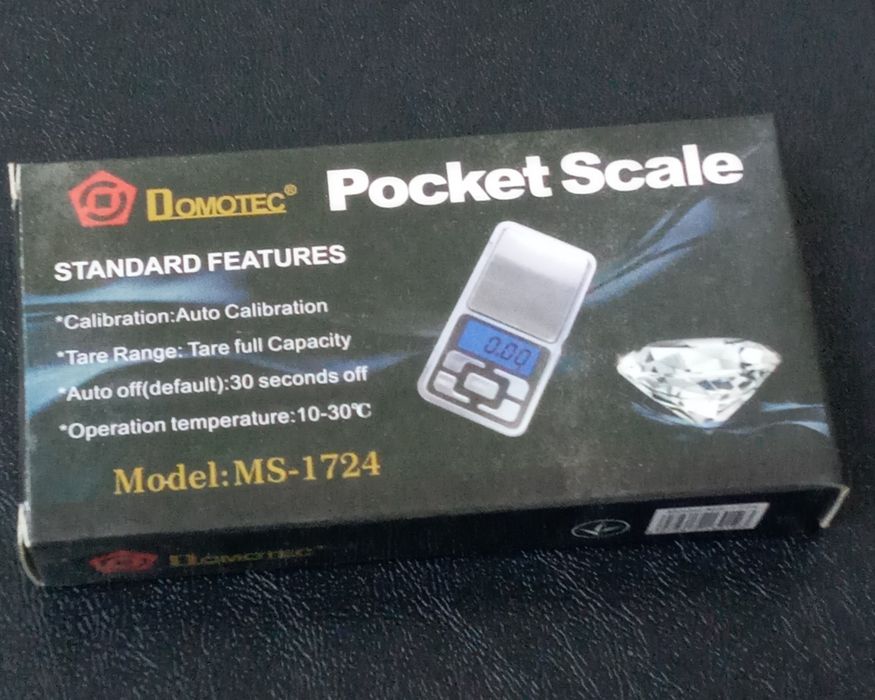 DOMOTEC® Pocket Scale
STANDARD FEATURES
*Calibration:Auto Calibration
*Tare Range: Tare full Capacity
*Auto off(default):30 seconds off
*Operation temperature:10-30℃
0.00
Model:MS-1724
DOMOTEC